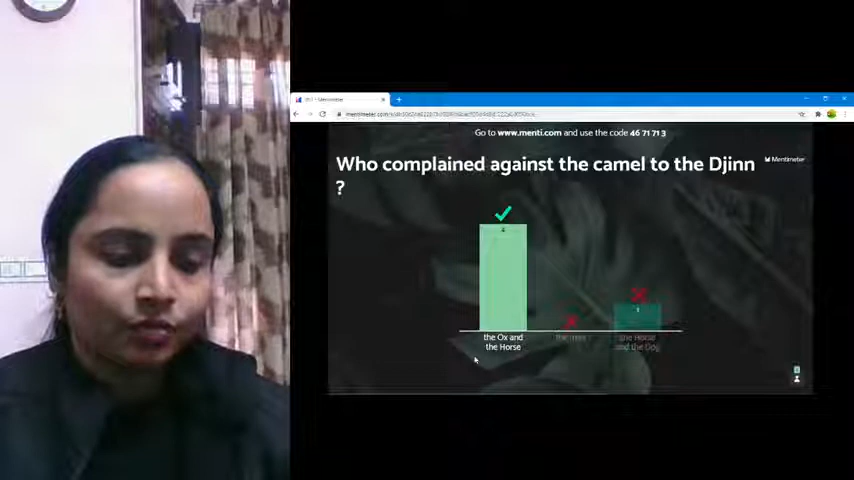 Go to www.menti.com and use the code 46 71 71 3
Who complained against the camel to the Djinn
?
Mentimeter
the Ox and
the Horse
the Horse
and the Dog